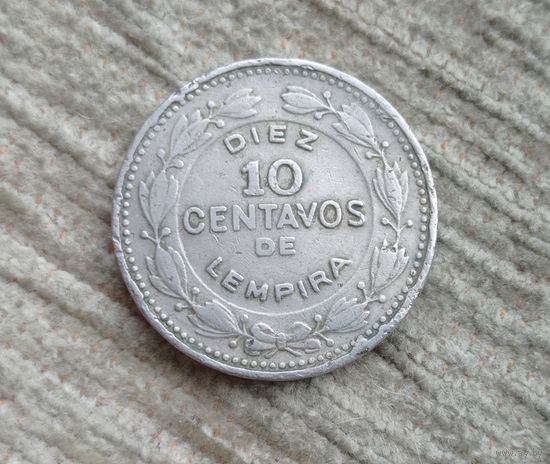 DIEZ
10
CENTAVOS
DE
LEMPIRA